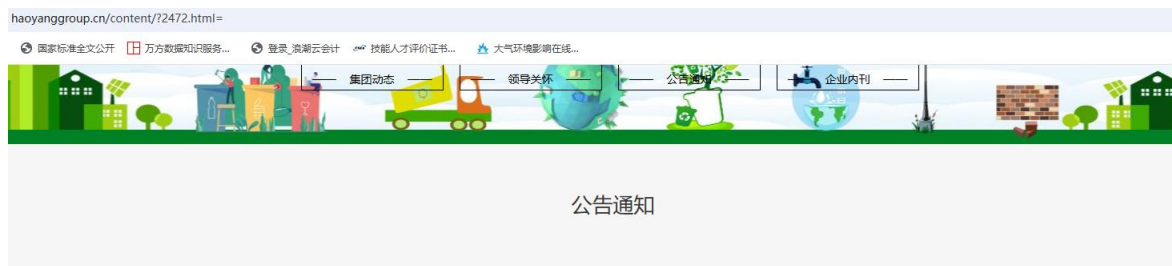 haoyanggroup.cn/content/?2472.html=
国家标准全文公开 万方数据知识服务... 登录_浪潮云会计 技能人才评价证书... 大气环境影响在线...
集团动态 领导关怀 公告通知 企业内刊
公告通知